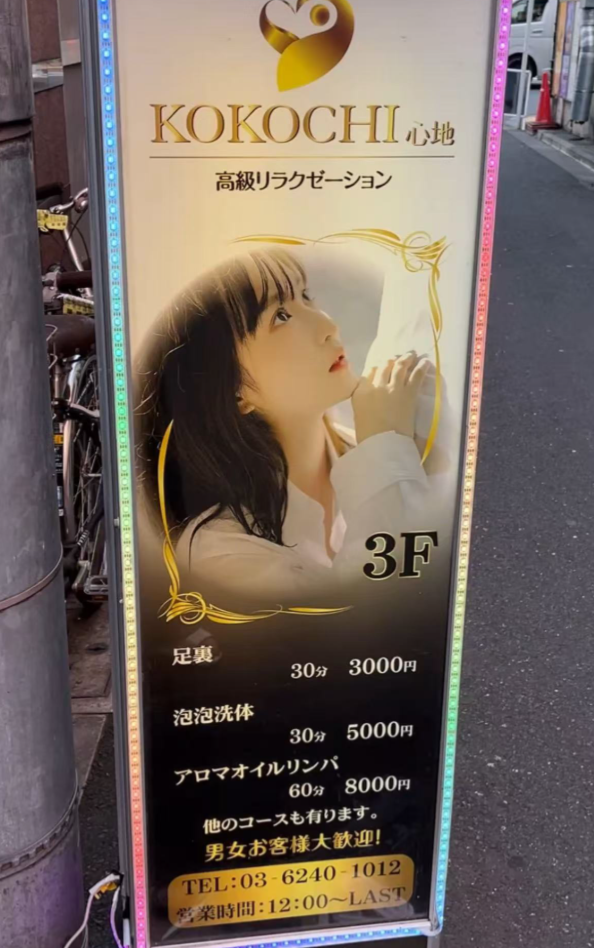 KOKOCHI 心地
高級リラクゼーション
3F
足裏
30分 3000円
泡泡洗体
30分 5000円
アロマオイルリンパ
60分 8000円
他のコースも有ります。
男女お客様大歓迎!
TEL:03-6240-1012
営業時間:12:00～LAST